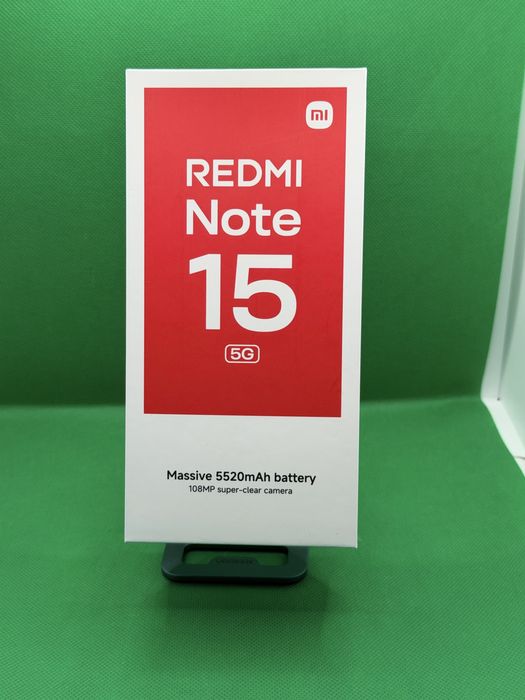 mi
REDMI
Note
15
5G
Massive 5520mAh battery
108MP super-clear camera